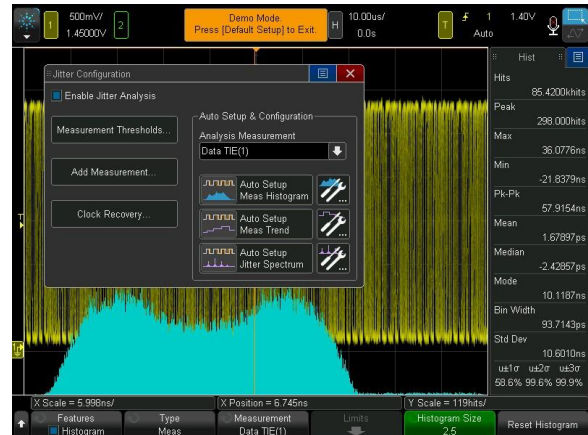 1
500mV/
1.45000V
2
Demo Mode.
Press [Default Setup] to Exit.
H
10.00us/
0.0s
T
1
1.40V
Auto
Jitter Configuration
Enable Jitter Analysis
Measurement Thresholds...
Add Measurement...
Clock Recovery...
Auto Setup & Configuration
Analysis Measurement
Data TIE(1)
Auto Setup
Meas Histogram
...
Auto Setup
Meas Trend
...
Auto Setup
Jitter Spectrum
...
Hist
Hits
85.4200khits
Peak
298.000hits
Max
36.0776ns
Min
-21.8379ns
Pk-Pk
57.9154ns
Mean
1.67897ps
Median
-2.42857ps
Mode
10.1187ns
Bin Width
93.7143ps
Std Dev
10.6010ns
u±1σ u±2σ u±3σ
58.6% 99.6% 99.9%
T
X Scale = 5.998ns/
X Position = 6.745ns
Y Scale = 119hits/
Features
Histogram
Type
Meas
Measurement
Data TIE(1)
Limits
Histogram Size
2.5
Reset Histogram